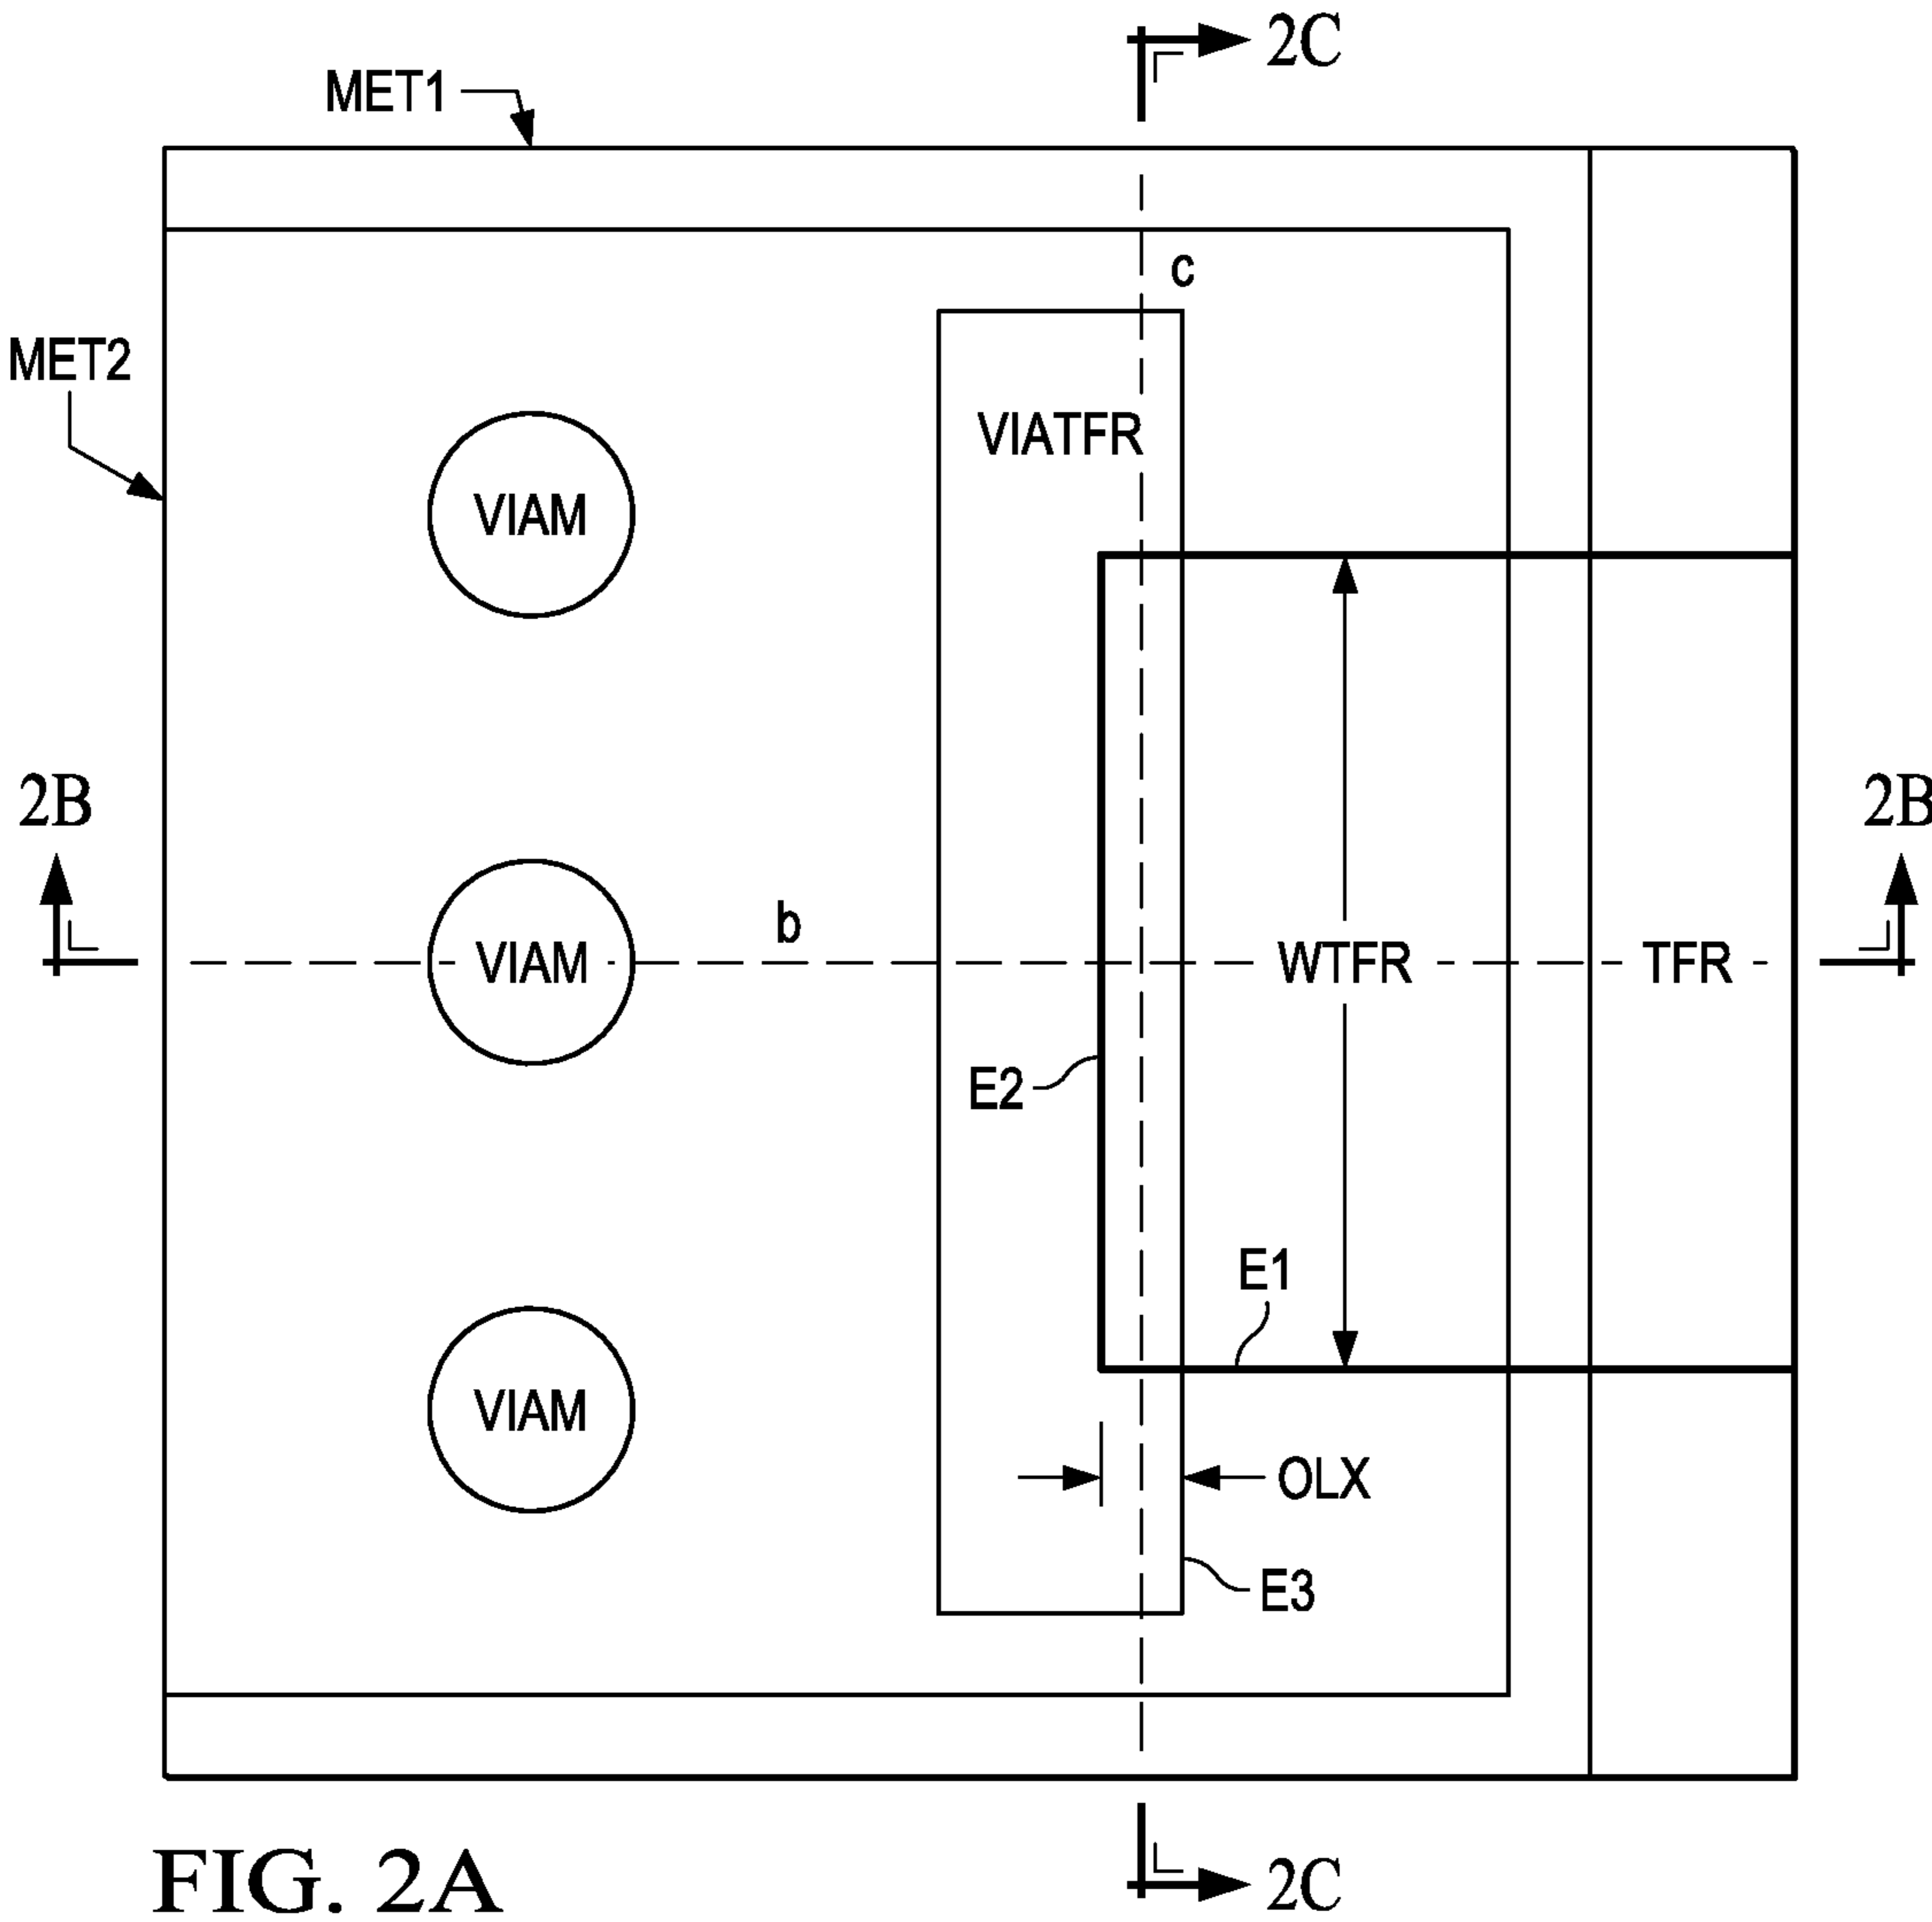 2C
MET1
c
MET2
VIATFR
VIAM
2B
2B
b
VIAM
WTFR
TFR
E2
E1
VIAM
OLX
E3
FIG. 2A
2C